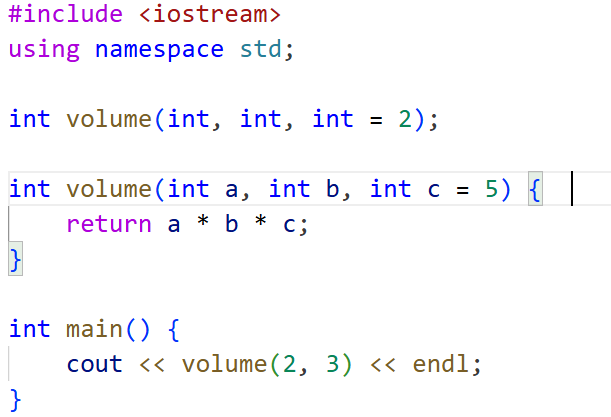 #include <iostream>
using namespace std;
int volume(int, int, int = 2);
int volume(int a, int b, int c = 5) {
return a * b * c;
}
int main() {
cout << volume(2, 3) << endl;
}